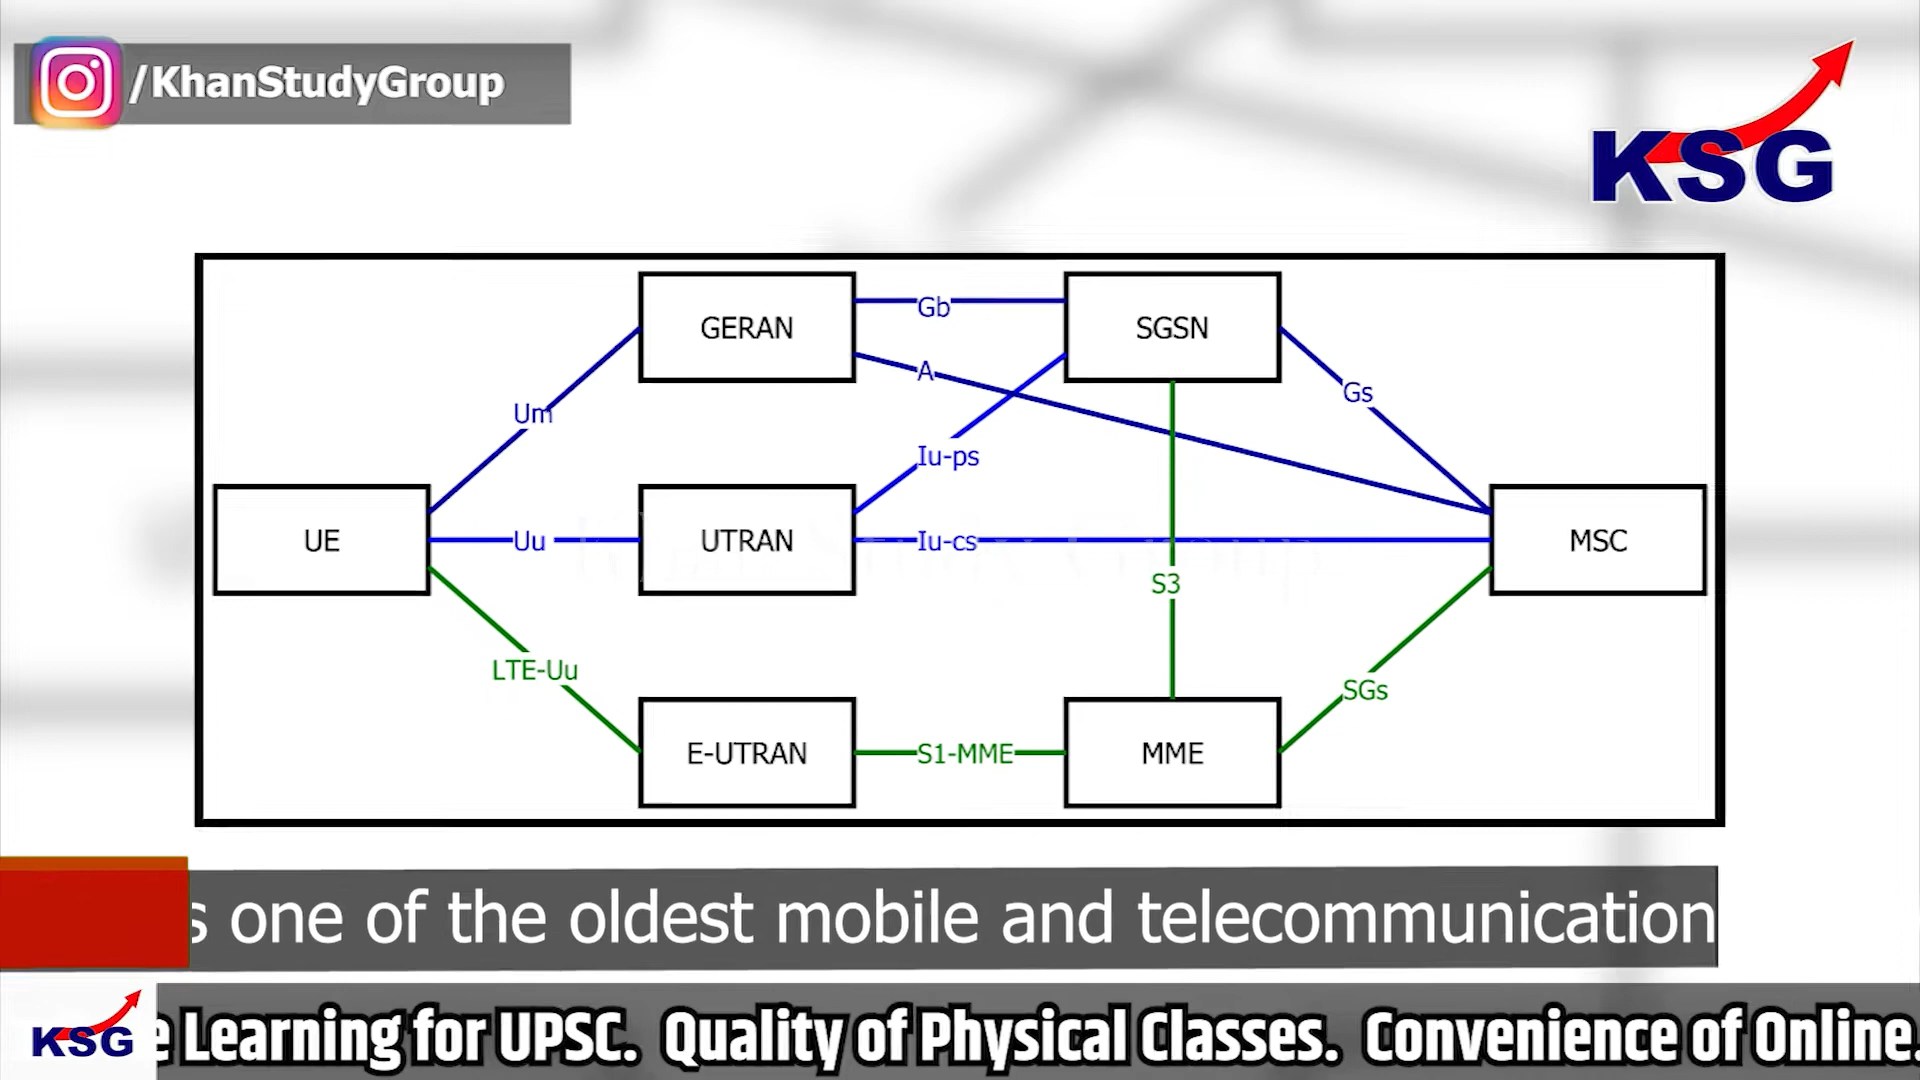 /KhanStudyGroup
KSG
GERAN
Gb
SGSN
A
Gs
Um
Iu-ps
UE
Uu
UTRAN
Iu-cs
MSC
S3
LTE-Uu
SGs
E-UTRAN
S1-MME
MME
s one of the oldest mobile and telecommunication
KSG
e Learning for UPSC. Quality of Physical Classes. Convenience of Online.